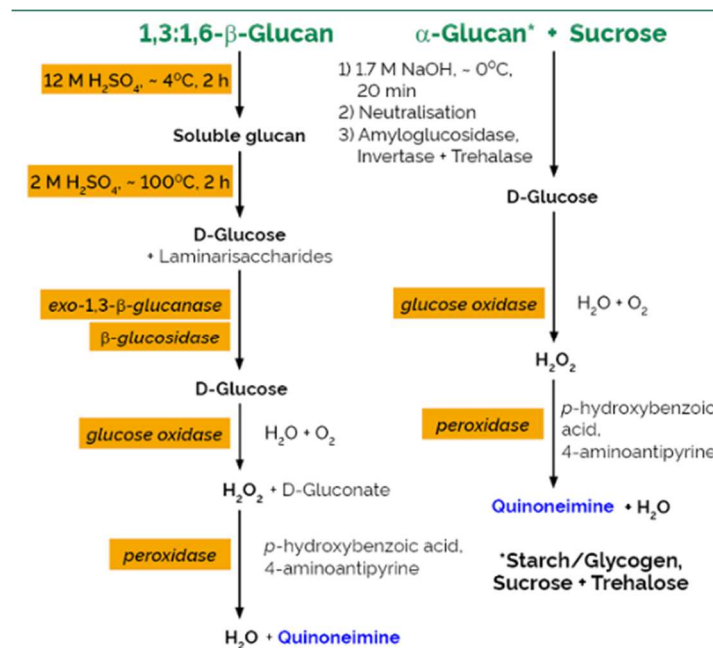 1,3:1,6-β-Glucan
12 M H₂SO₄, ~ 4⁰C, 2 h
Soluble glucan
2 M H₂SO₄, ~ 100⁰C, 2 h
D-Glucose
+ Laminarisaccharides
exo-1,3-β-glucanase
β-glucosidase
D-Glucose
glucose oxidase
H₂O + O₂
H₂O₂ + D-Gluconate
peroxidase
p-hydroxybenzoic acid,
4-aminoantipyrine
H₂O + Quinoneimine
α-Glucan* + Sucrose
1) 1.7 M NaOH, ~ 0⁰C,
20 min
2) Neutralisation
3) Amyloglucosidase,
Invertase + Trehalase
D-Glucose
glucose oxidase
H₂O + O₂
H₂O₂
peroxidase
p-hydroxybenzoic
acid,
4-aminoantipyrine
Quinoneimine + H₂O
*Starch/Glycogen,
Sucrose + Trehalose